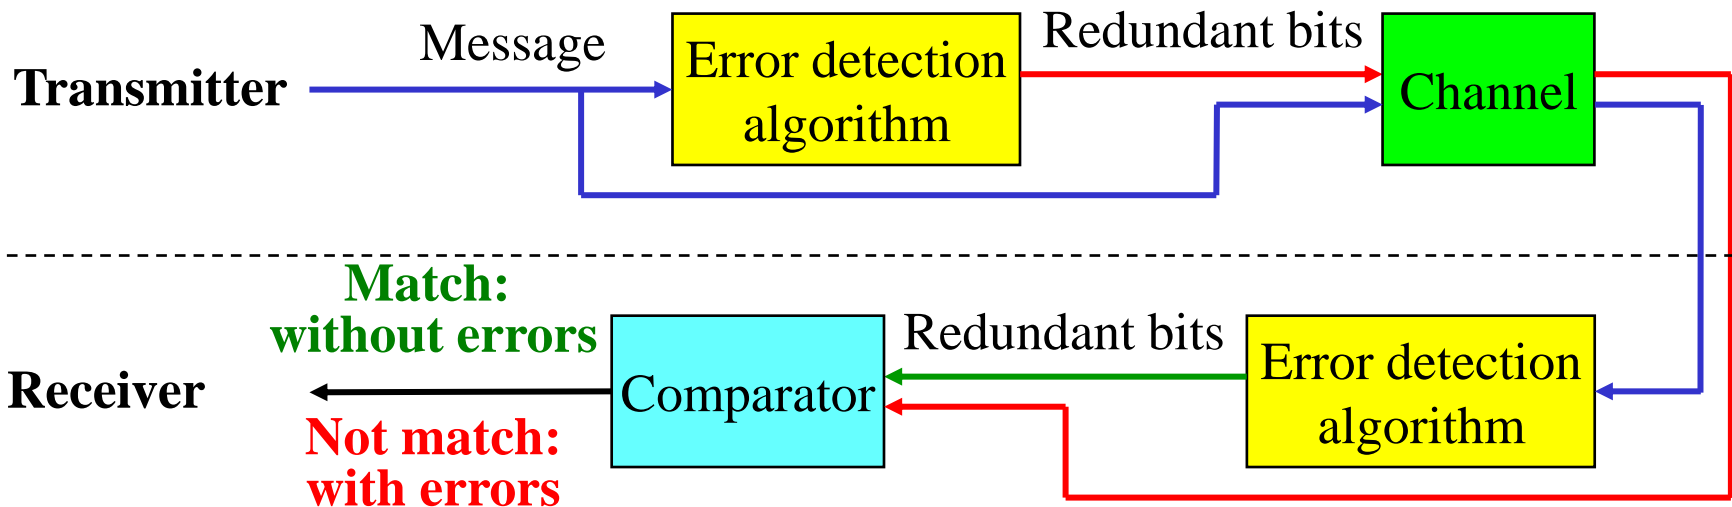 Message
Redundant bits
Transmitter
Error detection
algorithm
Channel
Match:
without errors
Redundant bits
Receiver
Comparator
Error detection
algorithm
Not match:
with errors